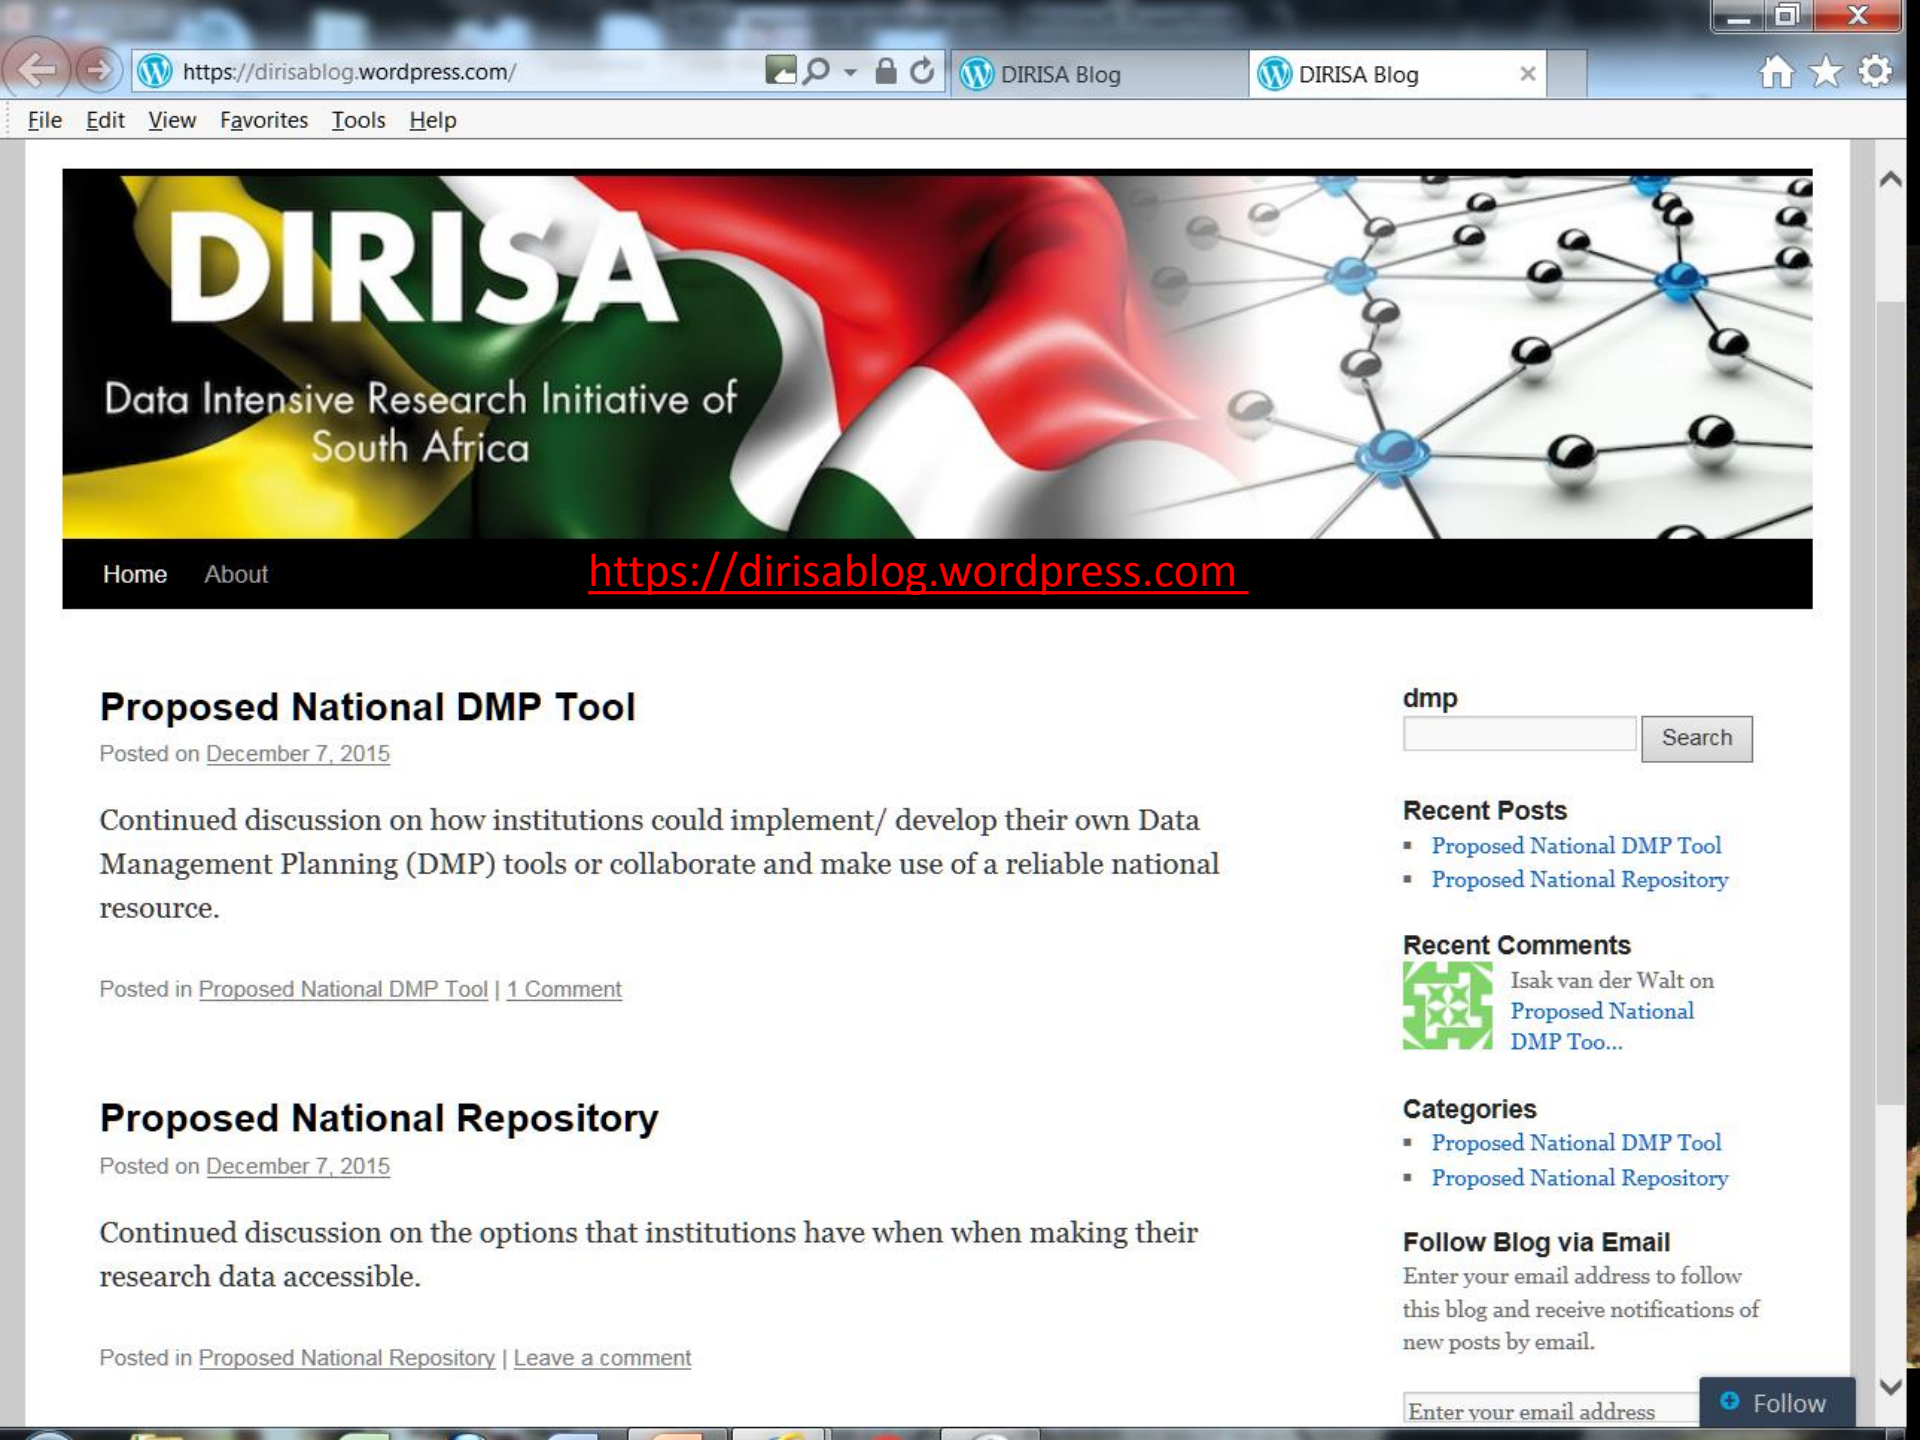 https://dirisablog.wordpress.com/
DIRISA Blog
DIRISA Blog
File Edit View Favorites Tools Help
DIRISA
Data Intensive Research Initiative of
South Africa
Home About
https://dirisablog.wordpress.com
Proposed National DMP Tool
Posted on December 7, 2015
Continued discussion on how institutions could implement/ develop their own Data
Management Planning (DMP) tools or collaborate and make use of a reliable national
resource.
Posted in Proposed National DMP Tool | 1 Comment
Proposed National Repository
Posted on December 7, 2015
Continued discussion on the options that institutions have when when making their
research data accessible.
Posted in Proposed National Repository | Leave a comment
dmp
Search
Recent Posts
Proposed National DMP Tool
Proposed National Repository
Recent Comments
Isak van der Walt on
Proposed National
DMP Too...
Categories
Proposed National DMP Tool
Proposed National Repository
Follow Blog via Email
Enter your email address to follow
this blog and receive notifications of
new posts by email.
Enter your email address
Follow